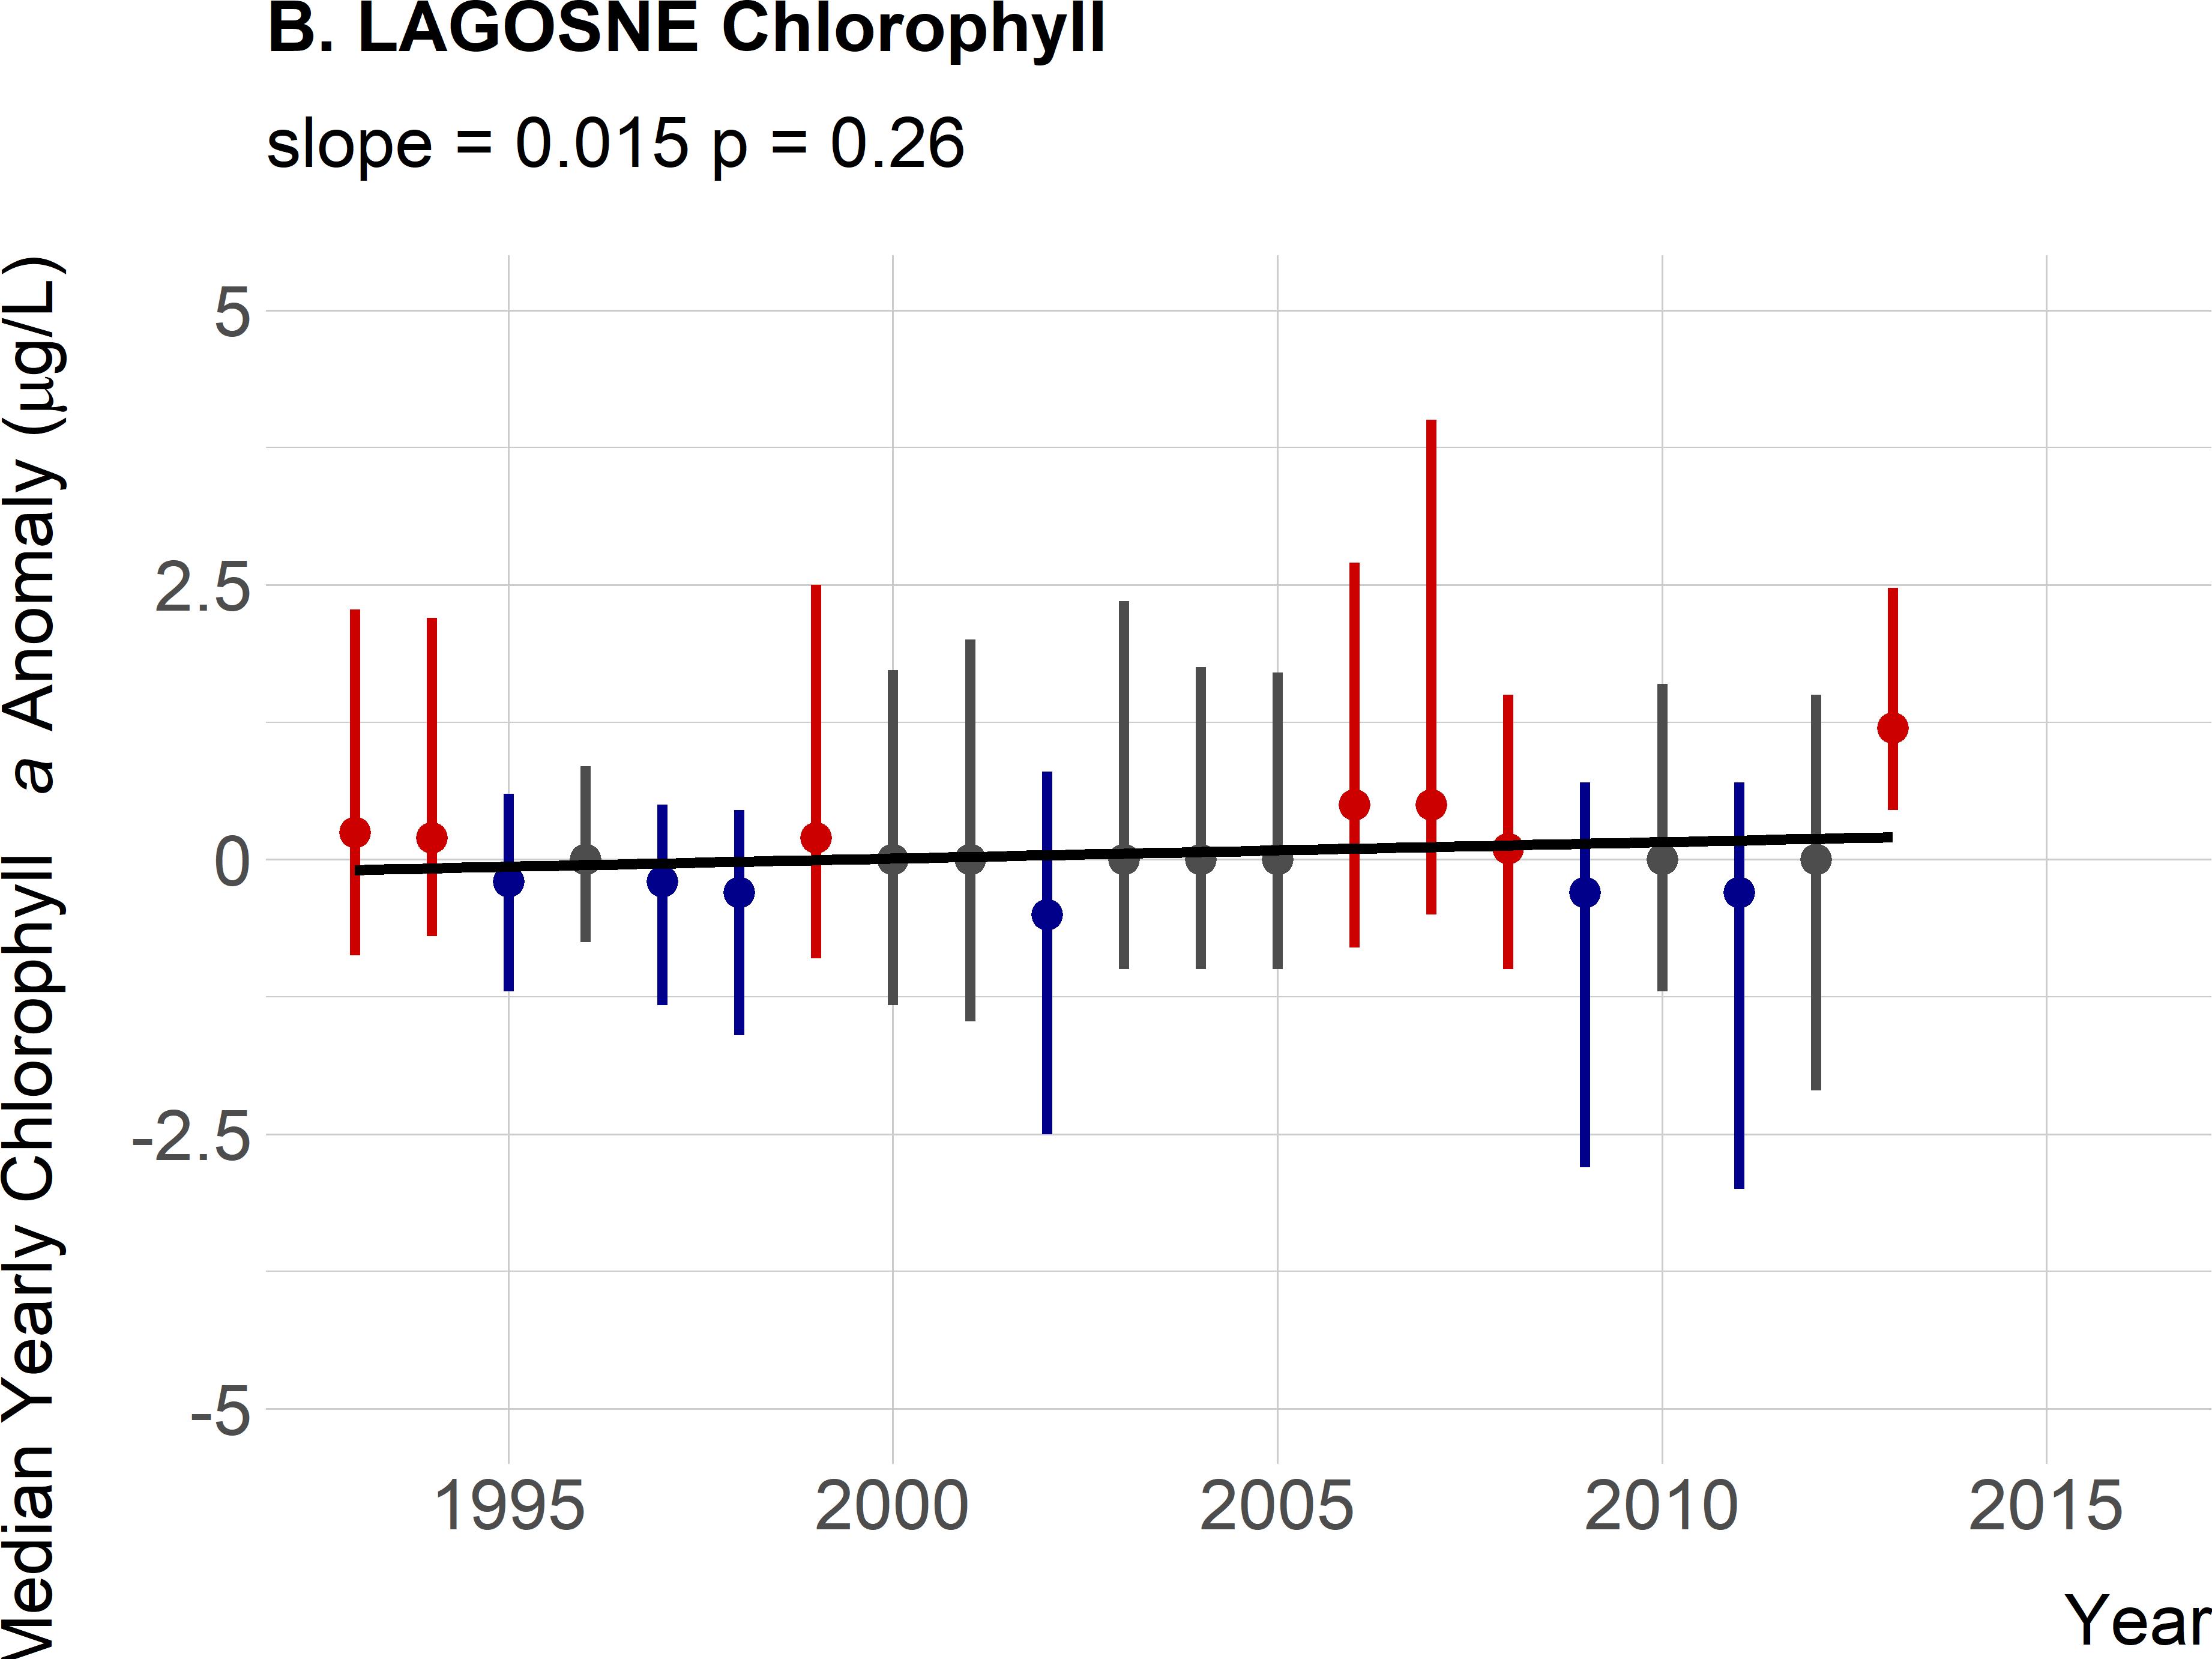 B. LAGOSNE Chlorophyll
slope = 0.015 p = 0.26
Median Yearly Chlorophyll a Anomaly (µg/L)
5
2.5
0
-2.5
-5
1995 2000 2005 2010 2015
Year